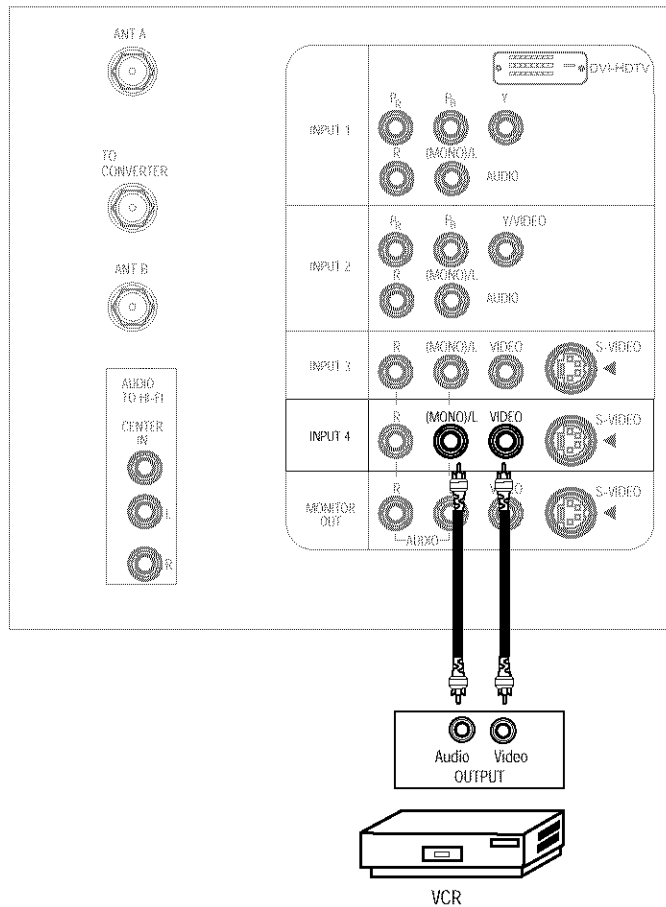 ANT A
TO
CONVERTER
ANT B
AUDIO
TO HI-FI
CENTER
IN
L
R
DVI-HDTV
INPUT 1
PR PB Y
R (MONO)/L AUDIO
INPUT 2
PR PB Y/VIDEO
R (MONO)/L AUDIO
INPUT 3
R (MONO)/L VIDEO S-VIDEO
INPUT 4
R (MONO)/L VIDEO S-VIDEO
MONITOR
OUT
R VIDEO S-VIDEO
AUDIO
Audio Video
OUTPUT
VCR